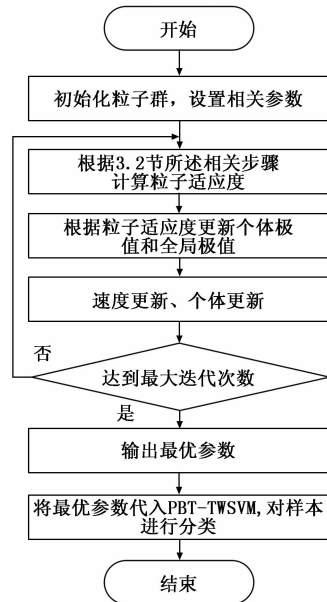 开始
初始化粒子群，设置相关参数
根据3.2节所述相关步骤
计算粒子适应度
根据粒子适应度更新个体极
值和全局极值
速度更新、个体更新
否
达到最大迭代次数
是
输出最优参数
将最优参数代入PBT-TWSVM,对样本
进行分类
结束